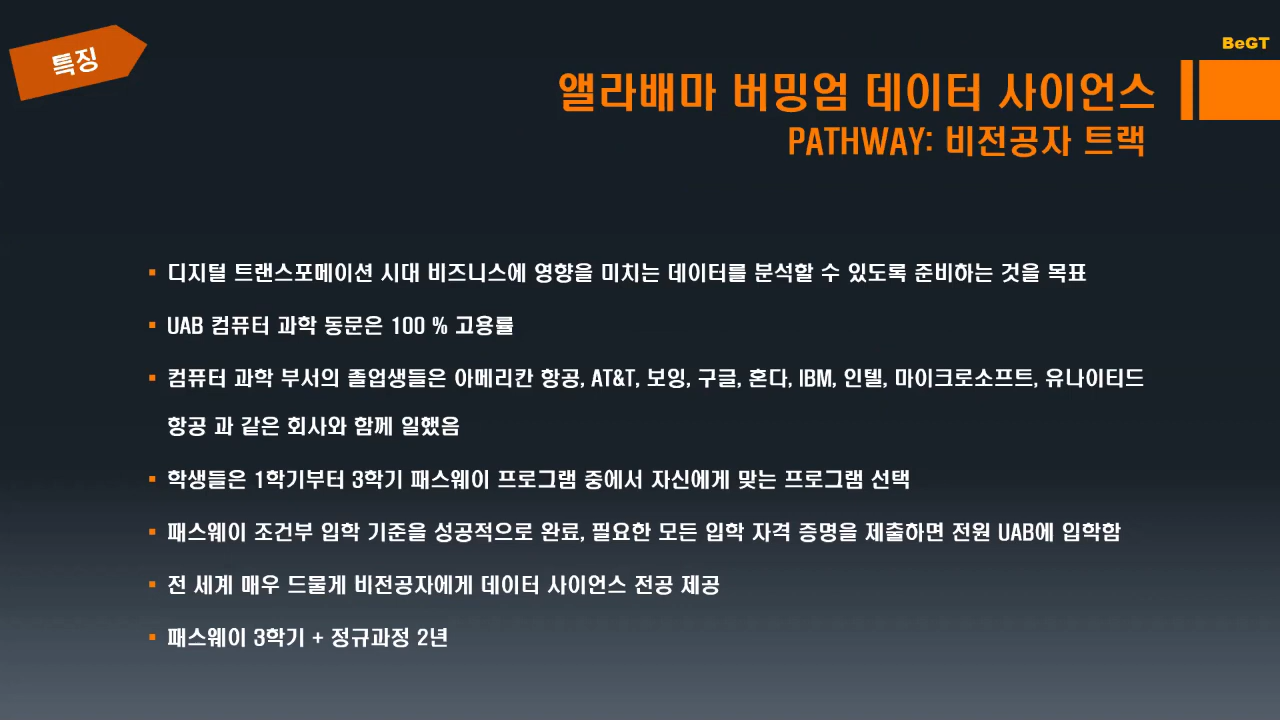 특징
BeGT
앨라배마 버밍엄 데이터 사이언스
PATHWAY: 비전공자 트랙
▪ 디지털 트랜스포메이션 시대 비즈니스에 영향을 미치는 데이터를 분석할 수 있도록 준비하는 것을 목표
▪ UAB 컴퓨터 과학 동문은 100 % 고용률
▪ 컴퓨터 과학 부서의 졸업생들은 아메리칸 항공, AT&T, 보잉, 구글, 혼다, IBM, 인텔, 마이크로소프트, 유나이티드
항공 과 같은 회사와 함께 일했음
▪ 학생들은 1학기부터 3학기 패스웨이 프로그램 중에서 자신에게 맞는 프로그램 선택
▪ 패스웨이 조건부 입학 기준을 성공적으로 완료, 필요한 모든 입학 자격 증명을 제출하면 전원 UAB에 입학함
▪ 전 세계 매우 드물게 비전공자에게 데이터 사이언스 전공 제공
▪ 패스웨이 3학기 + 정규과정 2년